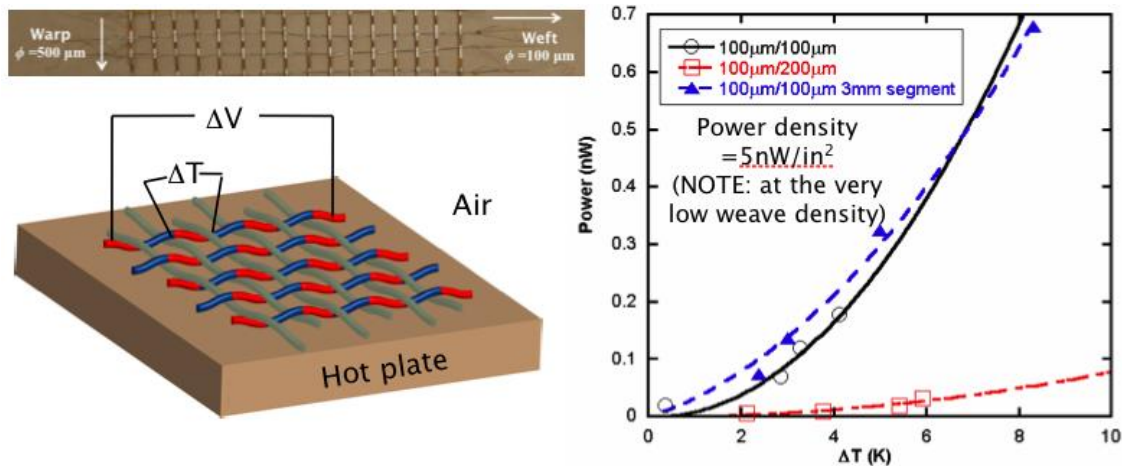 Warp
ϕ =500 μm
Weft
ϕ =100 μm
ΔV
ΔT
Air
Hot plate
0.7
0.6
0.5
0.4
0.3
0.2
0.1
0
Power (nW)
100μm/100μm
100μm/200μm
100μm/100μm 3mm segment
Power density
=5nW/in²
(NOTE: at the very
low weave density)
0
2
4
6
8
10
ΔT (K)